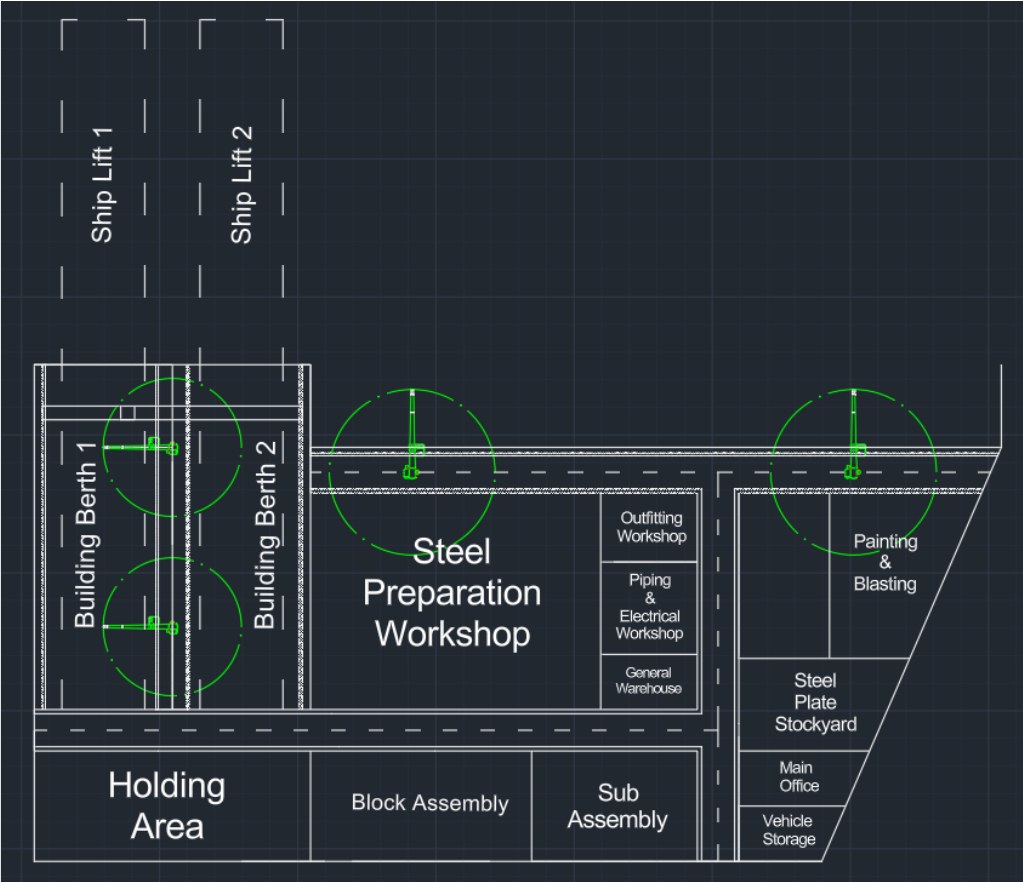 Ship Lift 1
Ship Lift 2
Building Berth 1
Building Berth 2
Steel
Preparation
Workshop
Outfitting
Workshop
Piping
&
Electrical
Workshop
General
Warehouse
Painting
&
Blasting
Steel
Plate
Stockyard
Main
Office
Vehicle
Storage
Holding
Area
Block Assembly
Sub
Assembly